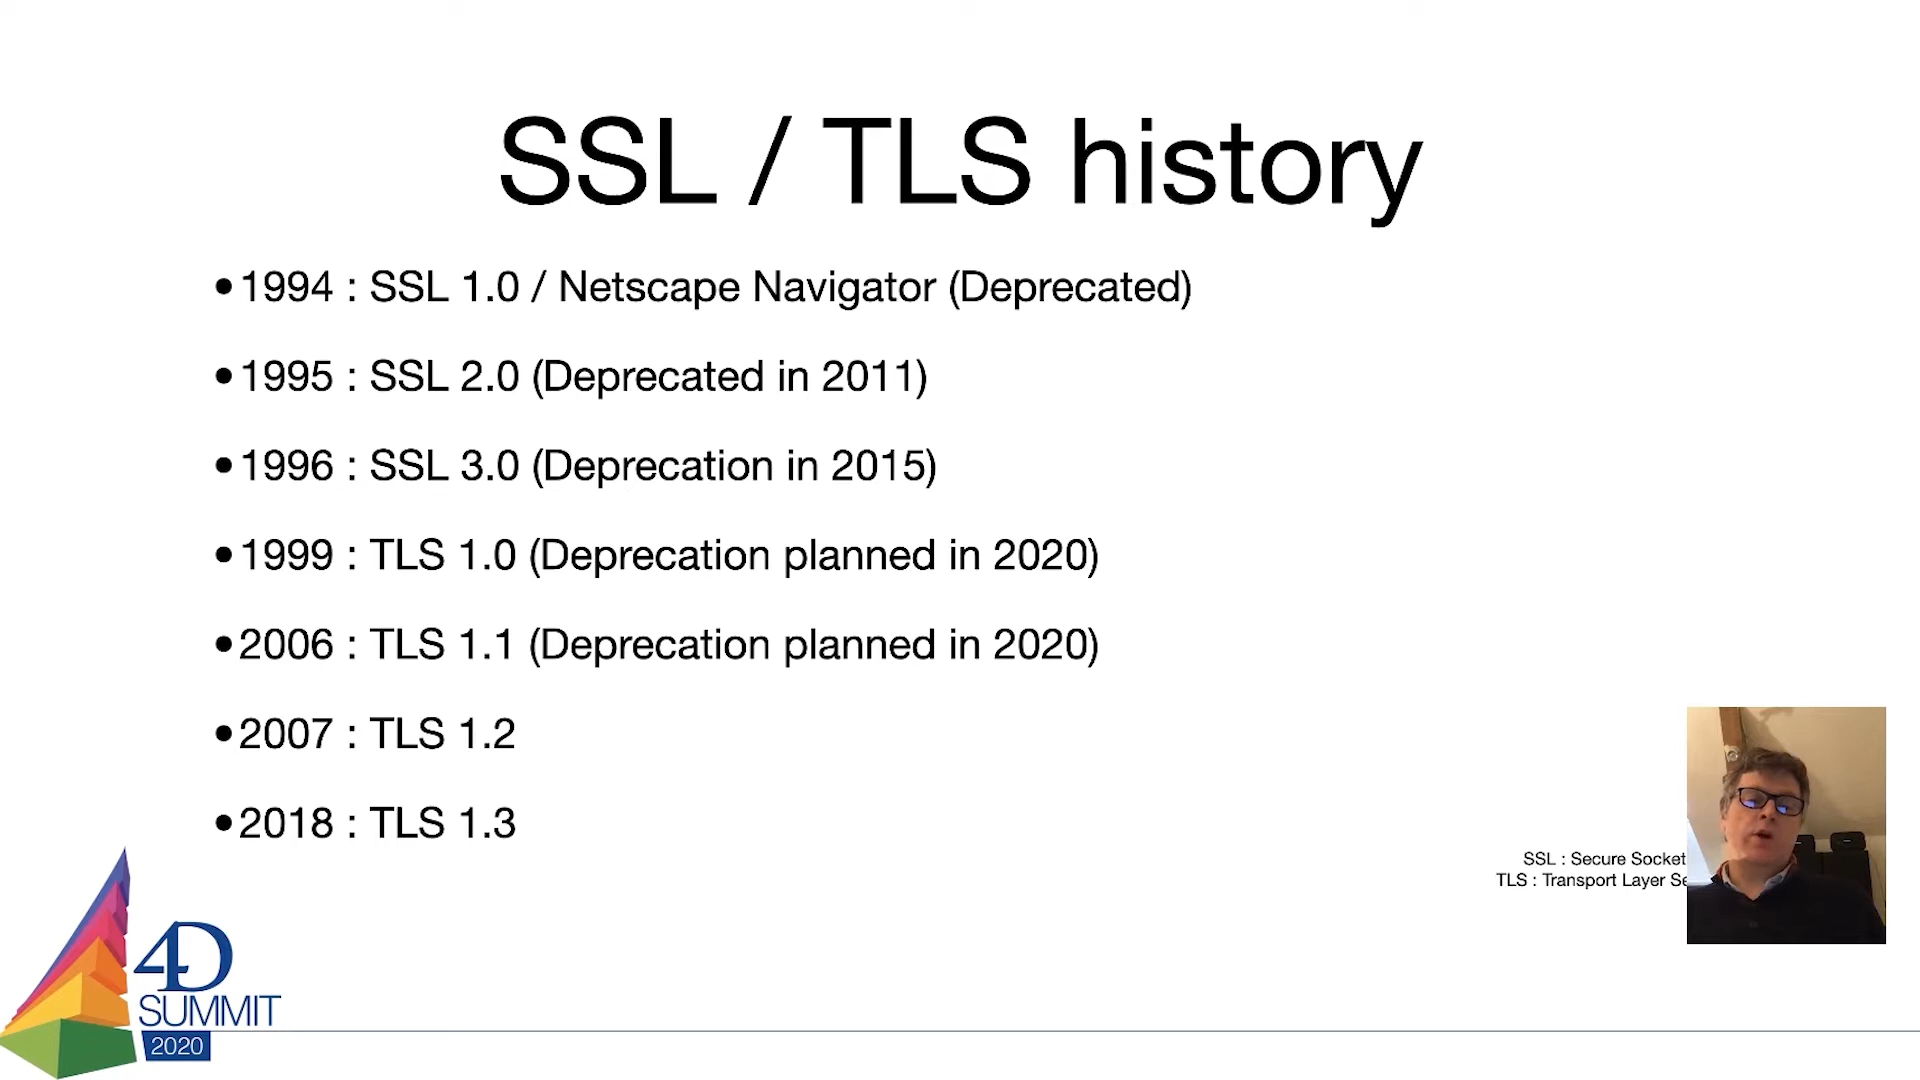 SSL / TLS history
•1994 : SSL 1.0 / Netscape Navigator (Deprecated)
•1995 : SSL 2.0 (Deprecated in 2011)
•1996 : SSL 3.0 (Deprecation in 2015)
•1999 : TLS 1.0 (Deprecation planned in 2020)
•2006 : TLS 1.1 (Deprecation planned in 2020)
•2007 : TLS 1.2
•2018 : TLS 1.3
SSL : Secure Socket
TLS : Transport Layer
4D
SUMMIT
2020